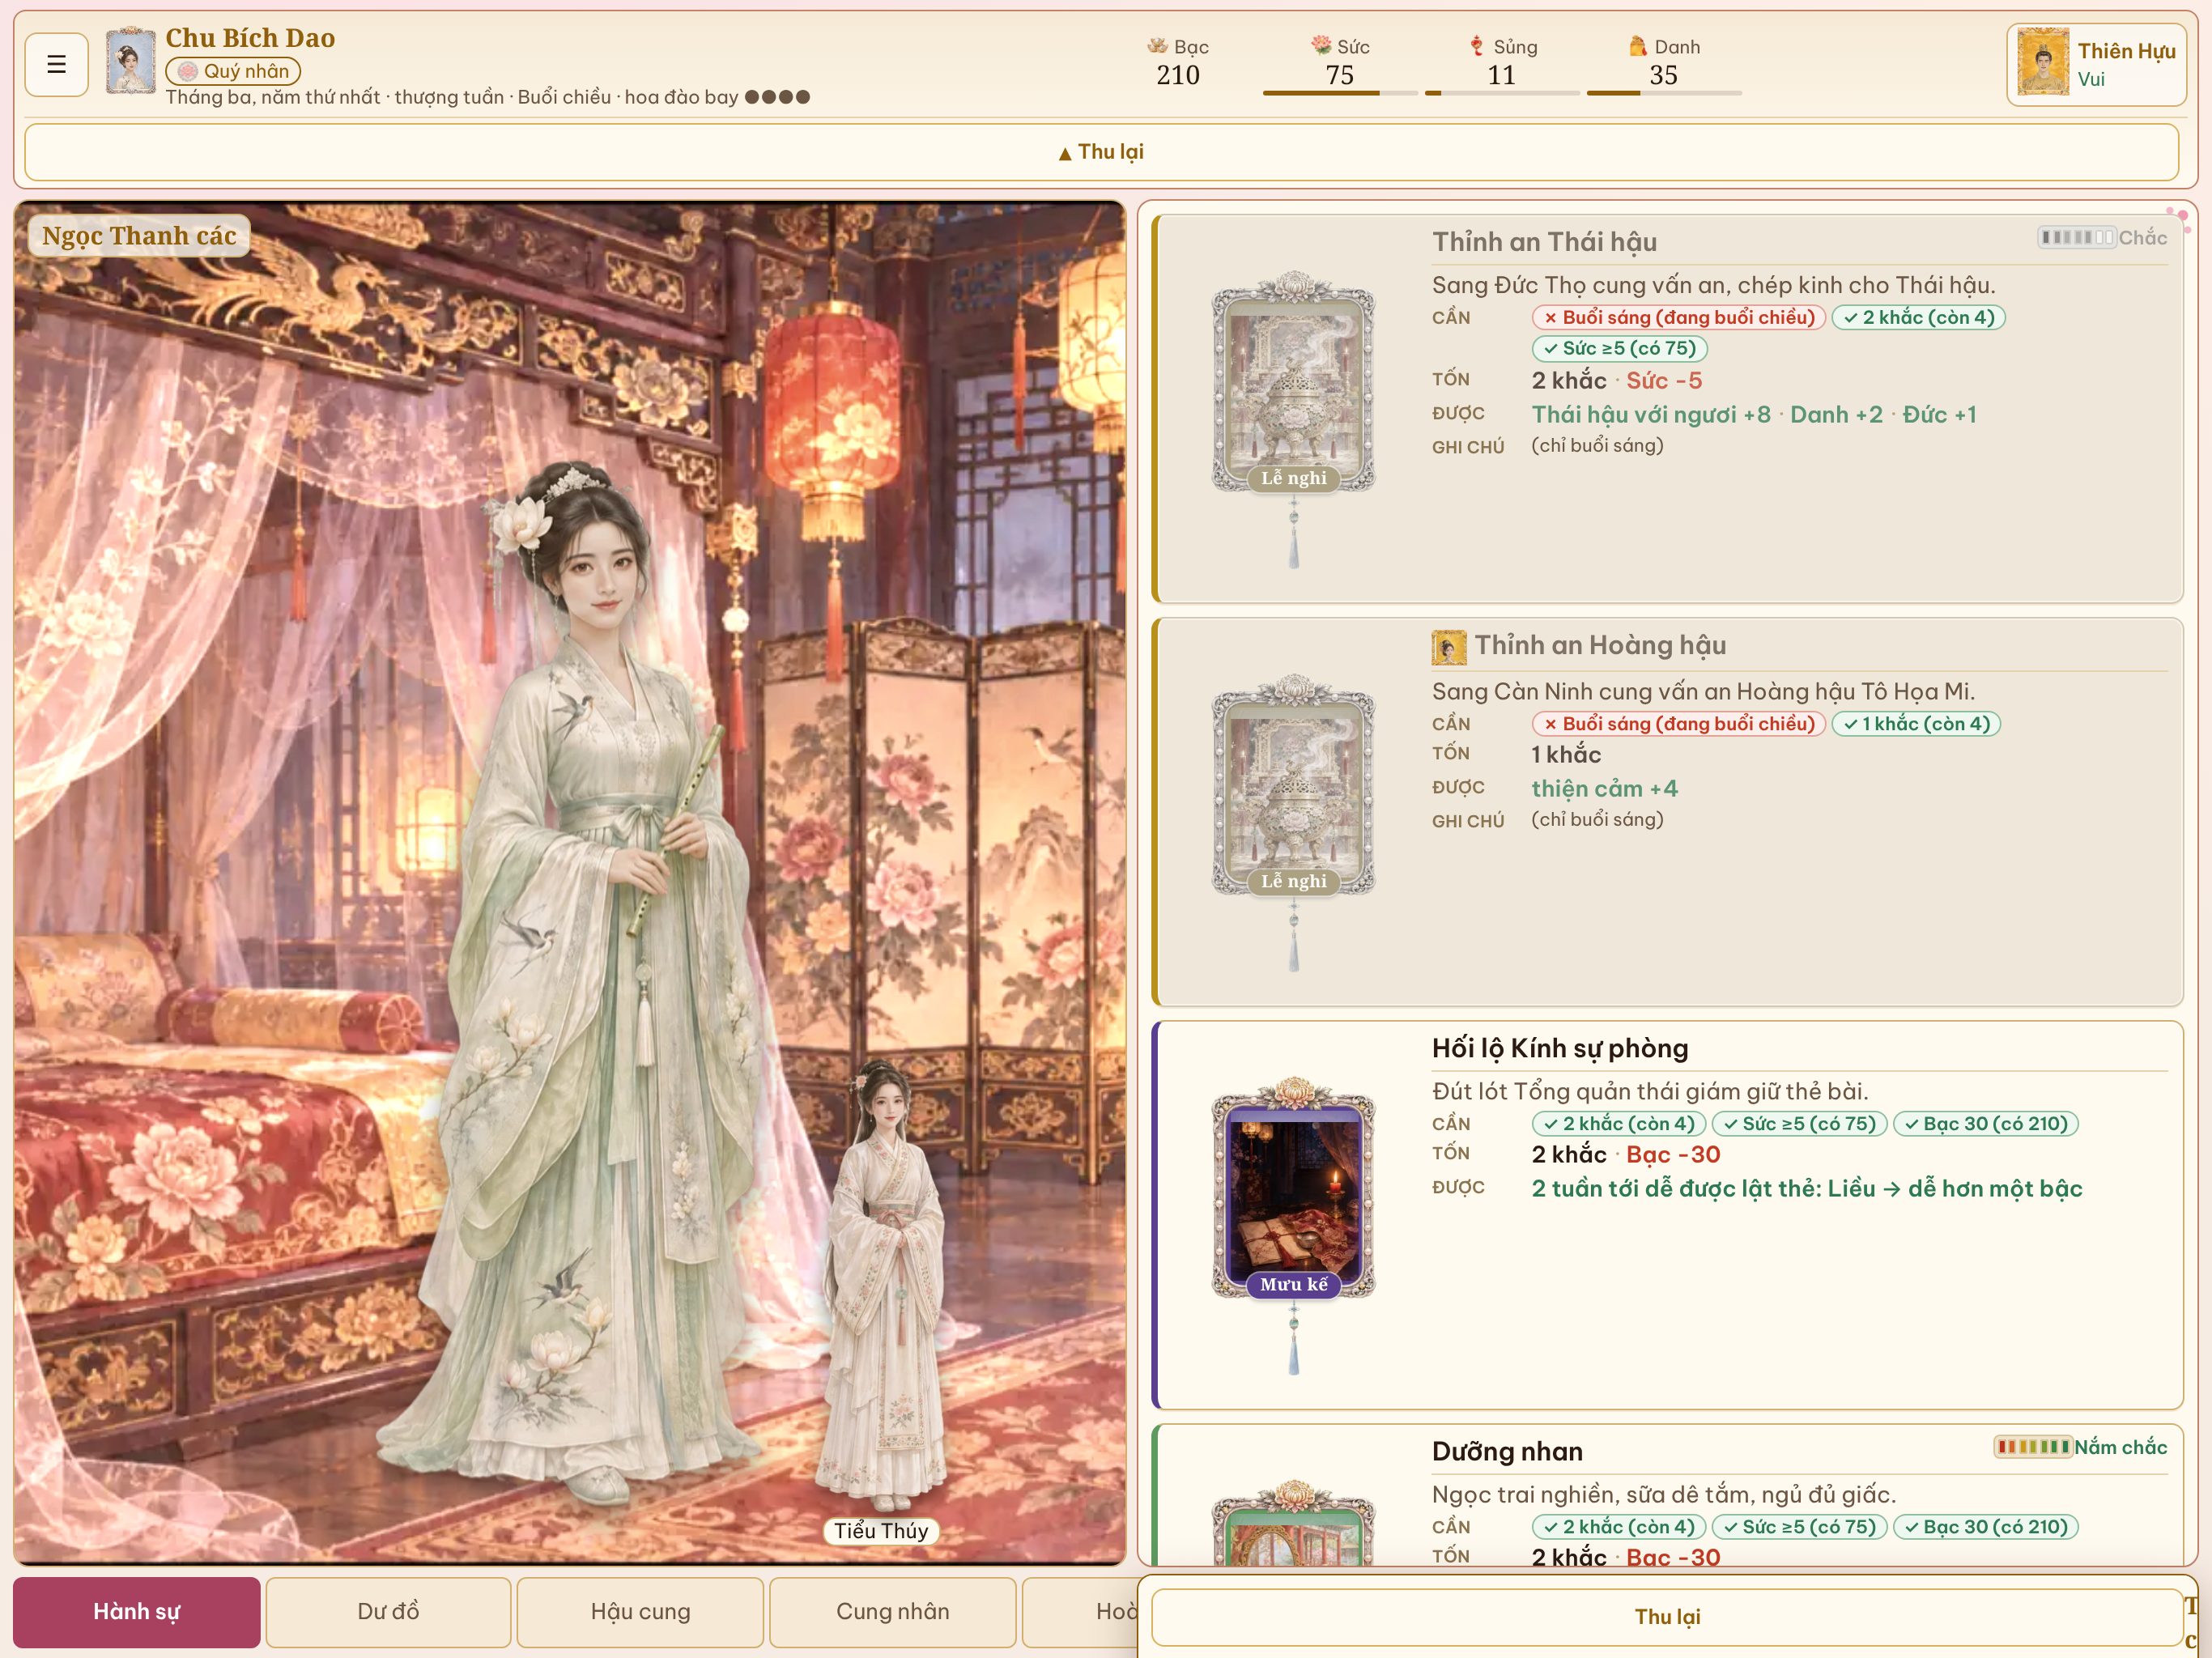 ☰
Chu Bích Dao
Quý nhân
Tháng ba, năm thứ nhất · thượng tuần · Buổi chiều · hoa đào bay ●●●●
Bạc
210
Sức
75
Sủng
11
Danh
35
Thiên Hựu
Vui
▲ Thu lại
Ngọc Thanh các
Tiểu Thúy
Thỉnh an Thái hậu
Chắc
Sang Đức Thọ cung vấn an, chép kinh cho Thái hậu.
CẦN × Buổi sáng (đang buổi chiều) ✓ 2 khắc (còn 4)
✓ Sức ≥5 (có 75)
TỐN 2 khắc · Sức -5
ĐƯỢC Thái hậu với ngươi +8 · Danh +2 · Đức +1
GHI CHÚ (chỉ buổi sáng)
Lễ nghi
Thỉnh an Hoàng hậu
Sang Càn Ninh cung vấn an Hoàng hậu Tô Họa Mi.
CẦN × Buổi sáng (đang buổi chiều) ✓ 1 khắc (còn 4)
TỐN 1 khắc
ĐƯỢC thiện cảm +4
GHI CHÚ (chỉ buổi sáng)
Lễ nghi
Hối lộ Kính sự phòng
Đút lót Tổng quản thái giám giữ thẻ bài.
CẦN ✓ 2 khắc (còn 4) ✓ Sức ≥5 (có 75) ✓ Bạc 30 (có 210)
TỐN 2 khắc · Bạc -30
ĐƯỢC 2 tuần tới dễ được lật thẻ: Liều → dễ hơn một bậc
Mưu kế
Dưỡng nhan
Nắm chắc
Ngọc trai nghiền, sữa dê tắm, ngủ đủ giấc.
CẦN ✓ 2 khắc (còn 4) ✓ Sức ≥5 (có 75) ✓ Bạc 30 (có 210)
TỐN 2 khắc · Bạc -30
Hành sự
Dư đồ
Hậu cung
Cung nhân
Thu lại